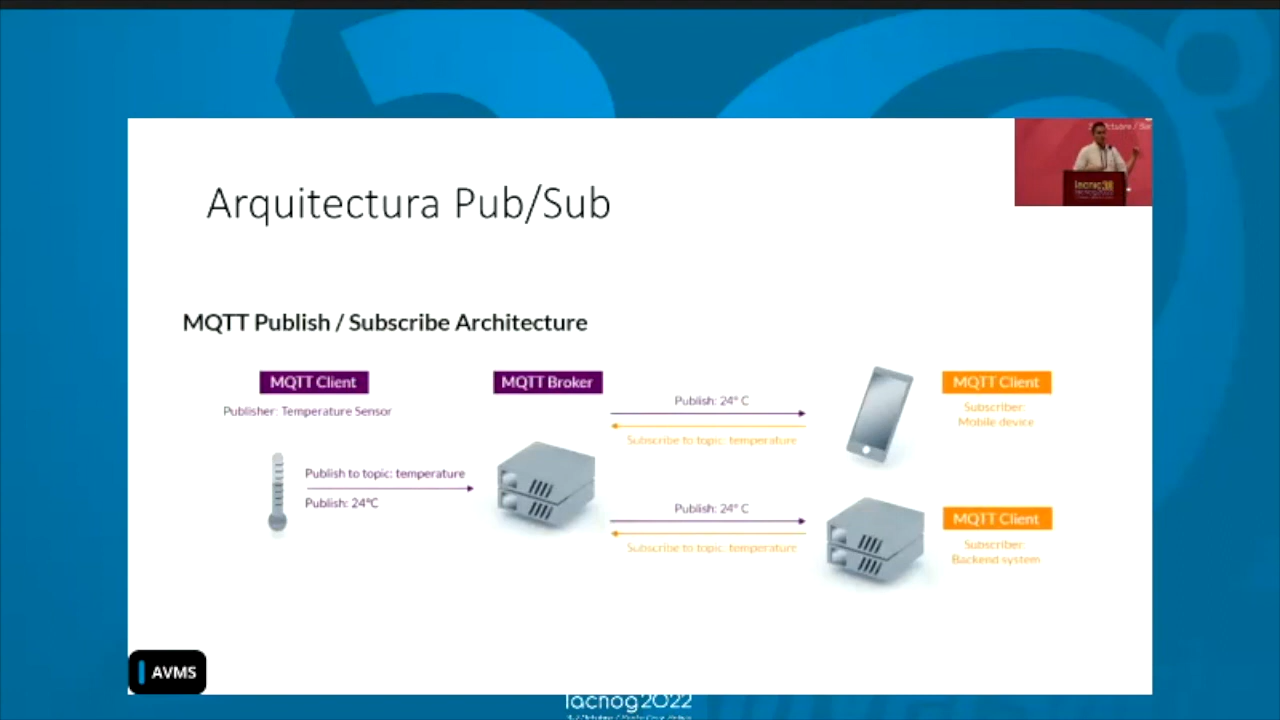 Arquitectura Pub/Sub
MQTT Publish / Subscribe Architecture
MQTT Client
Publisher: Temperature Sensor
Publish to topic: temperature
Publish: 24°C
MQTT Broker
Publish: 24° C
Subscribe to topic: temperature
MQTT Client
Subscriber:
Mobile device
Publish: 24° C
Subscribe to topic: temperature
MQTT Client
Subscriber:
Backend system
AVMS
lacnog2022